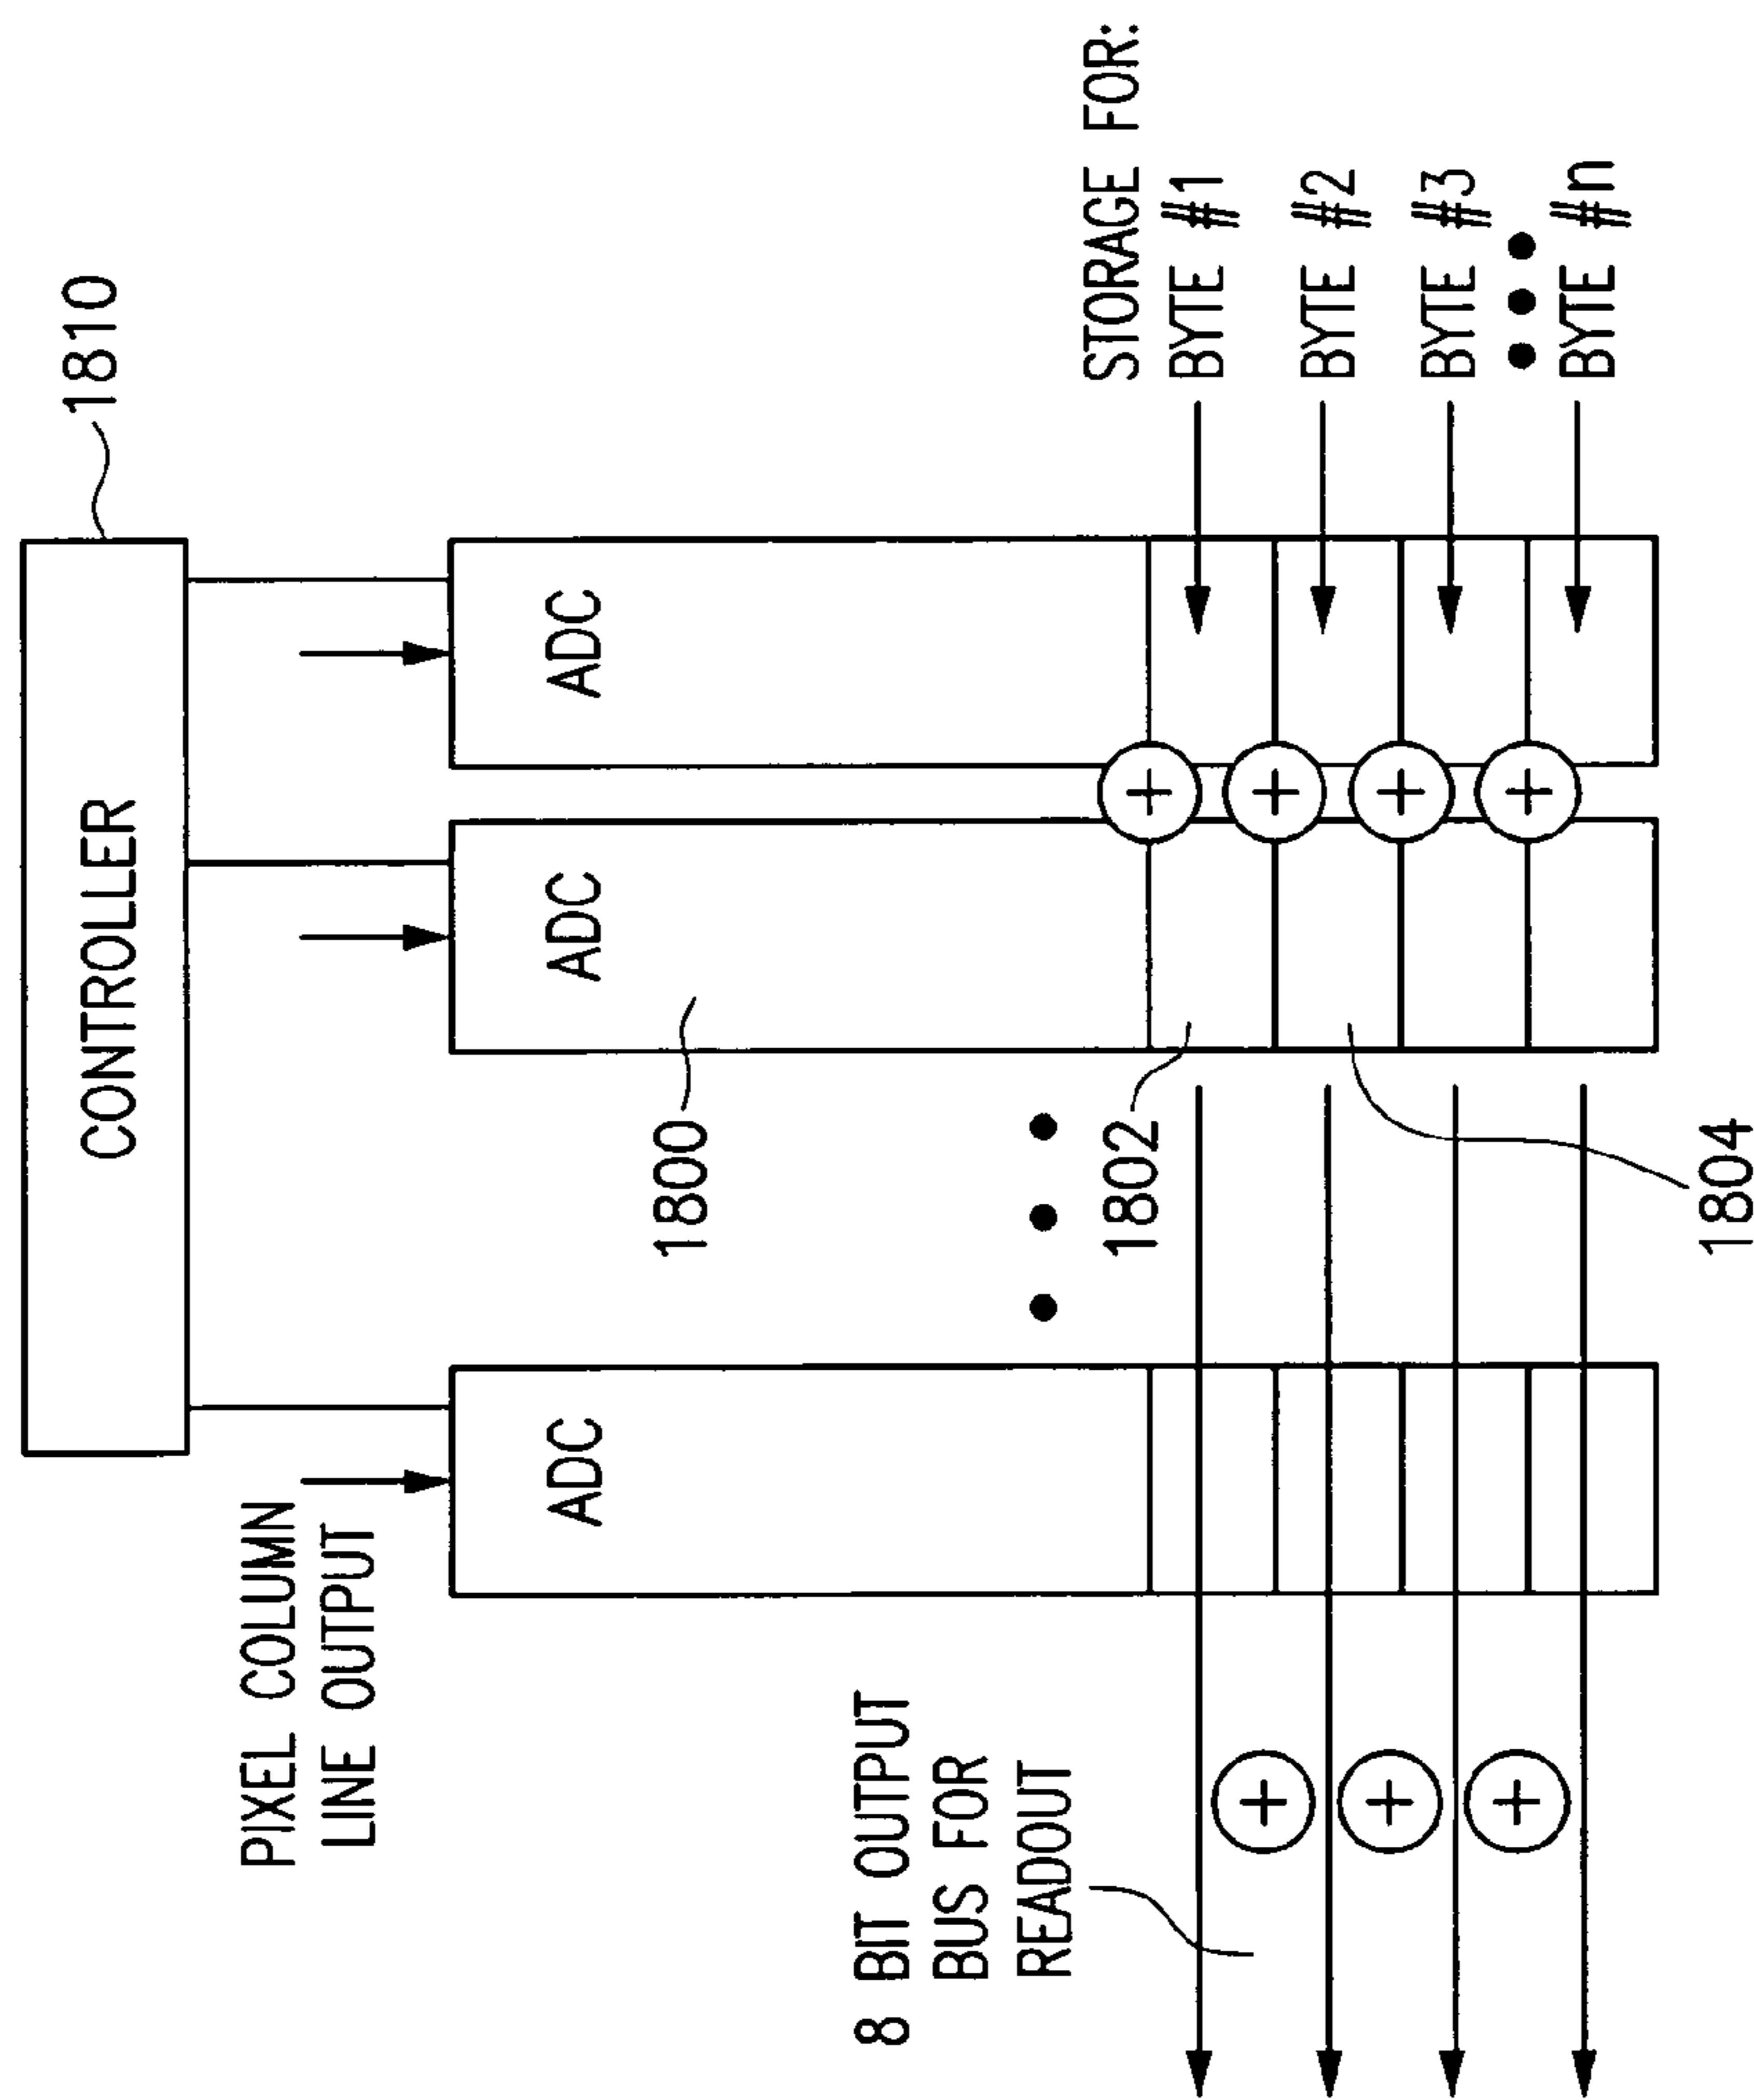 CONTROLLER
1810
PIXEL COLUMN
LINE OUTPUT
ADC
ADC
ADC
1800
8 BIT OUTPUT
BUS FOR
READOUT
1802
1804
STORAGE FOR:
BYTE #1
BYTE #2
BYTE #3
BYTE #n